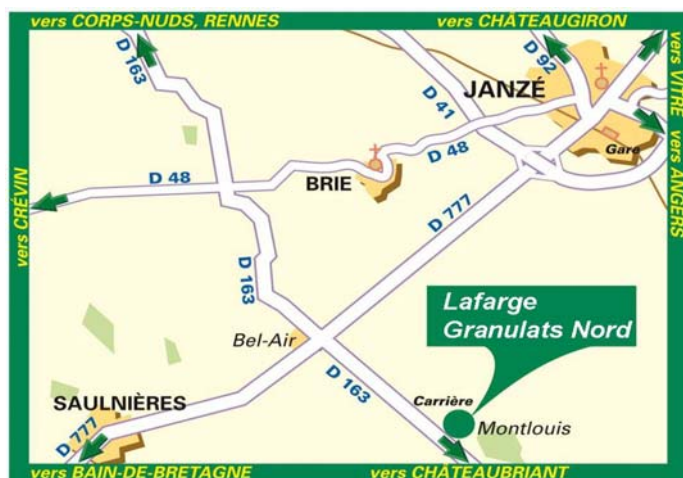 vers CORPS-NUDS, RENNES
vers CHÂTEAUGIRON
D 163
D 92
vers VITRÉ
JANZÉ
D 41
Gare
D 48
BRIE
D 48
vers ANGERS
vers CRÉVIN
D 777
D 163
Lafarge
Granulats Nord
Bel-Air
D 163
Carrière
SAULNIÈRES
Montlouis
D 777
vers BAIN-DE-BRETAGNE
vers CHÂTEAUBRIANT